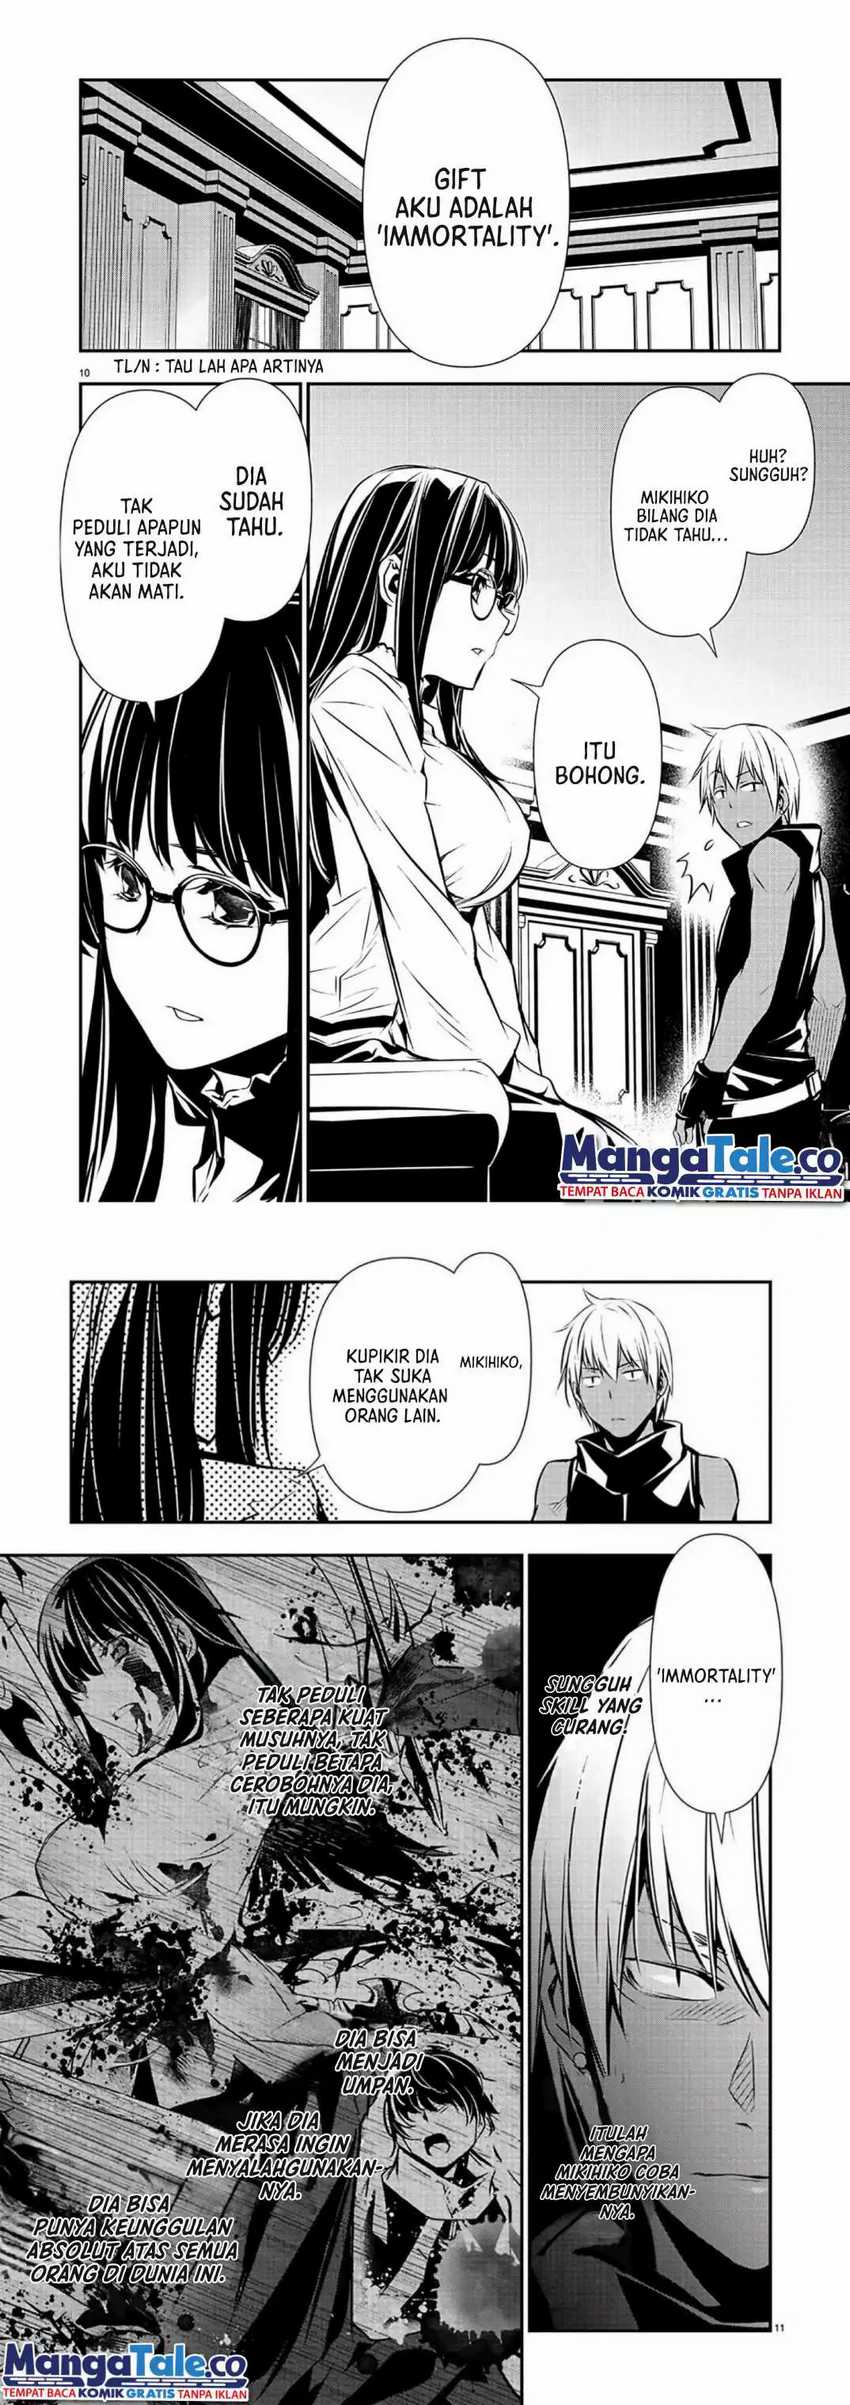 GIFT
AKU ADALAH
'IMMORTALITY'.
10
TL/N : TAU LAH APA ARTINYA
HUH?
SUNGGUH?
MIKIHIKO
BILANG DIA
TIDAK TAHU...
ITU
BOHONG.
DIA
SUDAH
TAHU.
TAK
PEDULI APAPUN
YANG TERJADI,
AKU TIDAK
AKAN MATI.
MangaTale.co
TEMPAT BACA KOMIK GRATIS TANPA IKLAN
MIKIHIKO,
KUPIKIR DIA
TAK SUKA
MENGGUNAKAN
ORANG LAIN.
'IMMORTALITY'
...
SUNGGUH
SKILL YANG
CURANG!
TAK PEDULI
SEBERAPA KUAT
MUSUHNYA, TAK
PEDULI BETAPA
CEROBOHNYA DIA,
ITU MUNGKIN.
DIA BISA
MENJADI
UMPAN.
JIKA DIA
MERASA INGIN
MENYALAHGUNAKAN-
NYA.
DIA BISA
PUNYA KEUNGGULAN
ABSOLUT ATAS SEMUA
ORANG DI DUNIA INI.
ITULAH
MENGAPA
MIKIHIKO COBA
MENYEMBUNYIKAN-
NYA.
11
MangaTale.co
TEMPAT BACA KOMIK GRATIS TANPA IKLAN